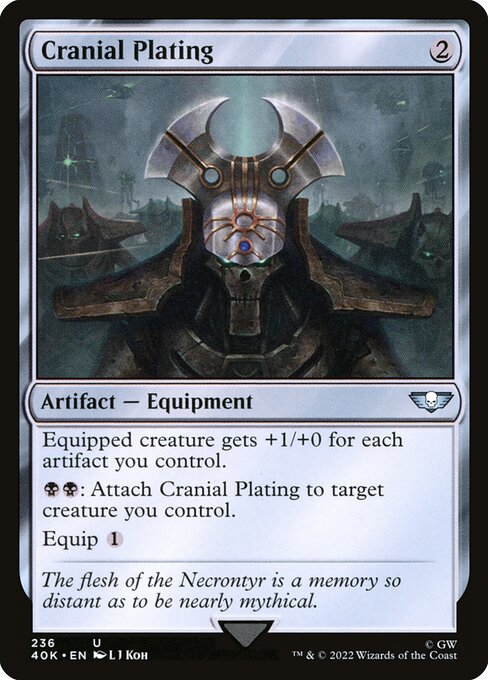 Cranial Plating 2
Artifact — Equipment
Equipped creature gets +1/+0 for each
artifact you control.
: Attach Cranial Plating to target
creature you control.
Equip 1
The flesh of the Necrontyr is a memory so
distant as to be nearly mythical.
236 U © GW
40K • EN LJ Koh ™ & © 2022 Wizards of the Coast